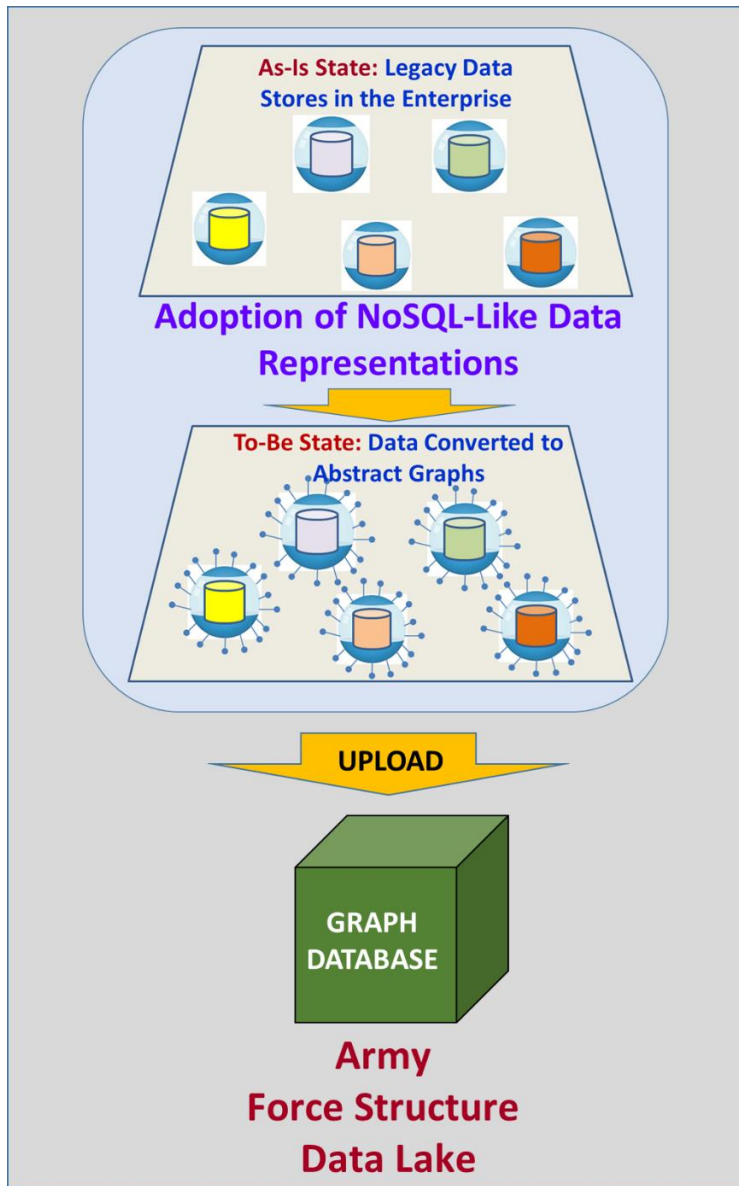 As-Is State: Legacy Data
Stores in the Enterprise
Adoption of NoSQL-Like Data
Representations
To-Be State: Data Converted to
Abstract Graphs
UPLOAD
GRAPH
DATABASE
Army
Force Structure
Data Lake